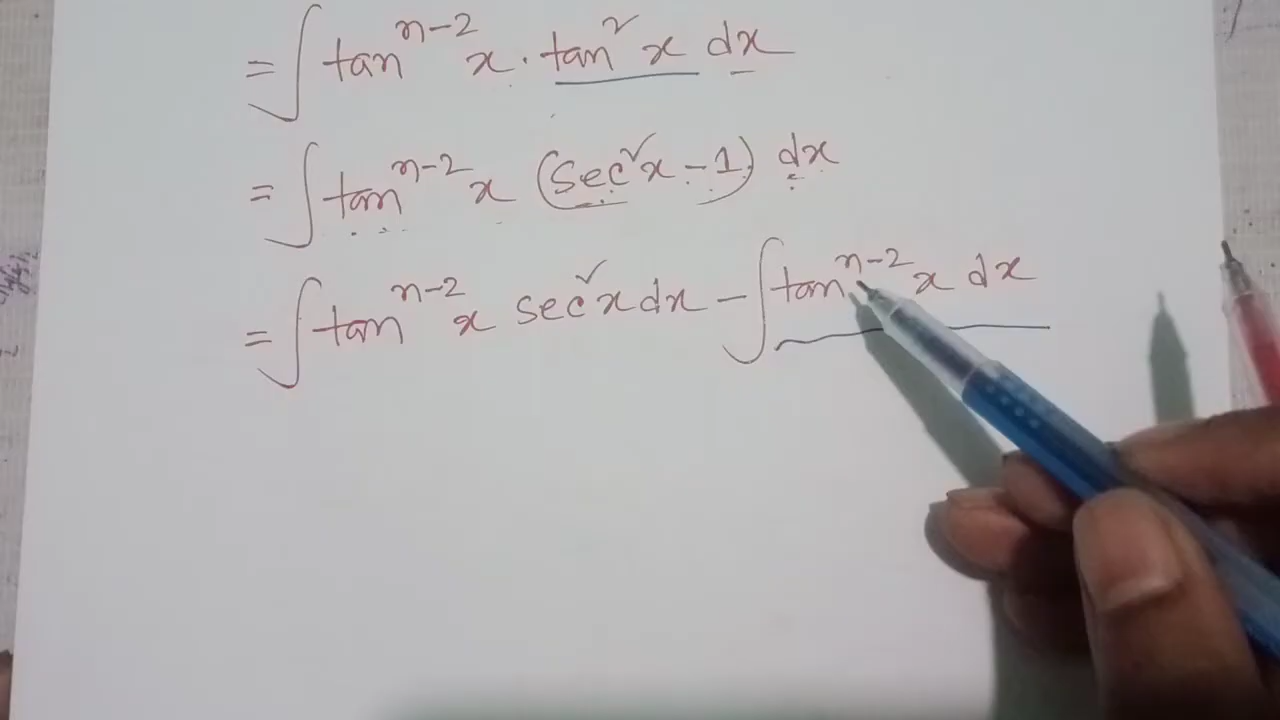 = ∫ tan^{n-2} x · tan² x dx
= ∫ tan^{n-2} x (sec² x - 1) dx
= ∫ tan^{n-2} x sec² x dx - ∫ tan^{n-2} x dx